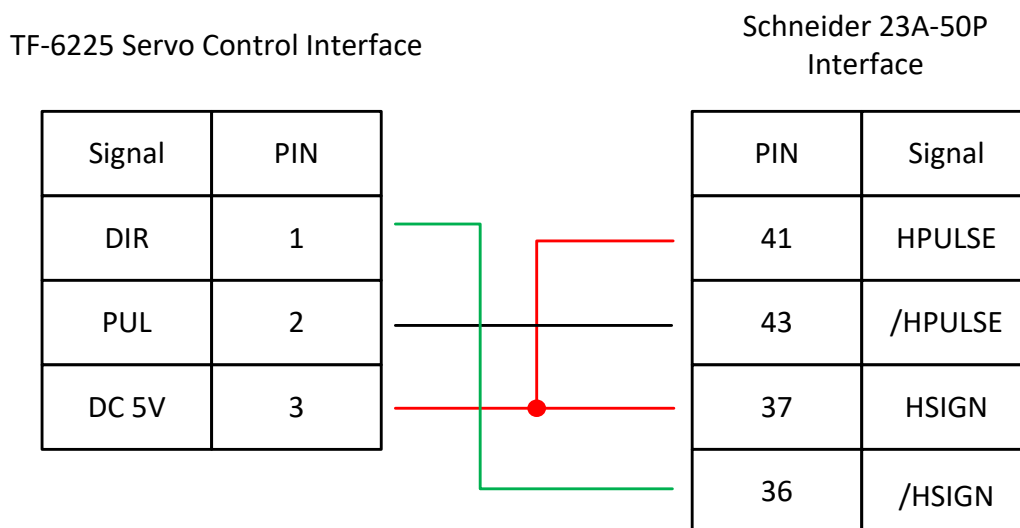 TF-6225 Servo Control Interface
Schneider 23A-50P
Interface
Signal PIN
DIR 1
PUL 2
DC 5V 3
PIN Signal
41 HPULSE
43 /HPULSE
37 HSIGN
36 /HSIGN